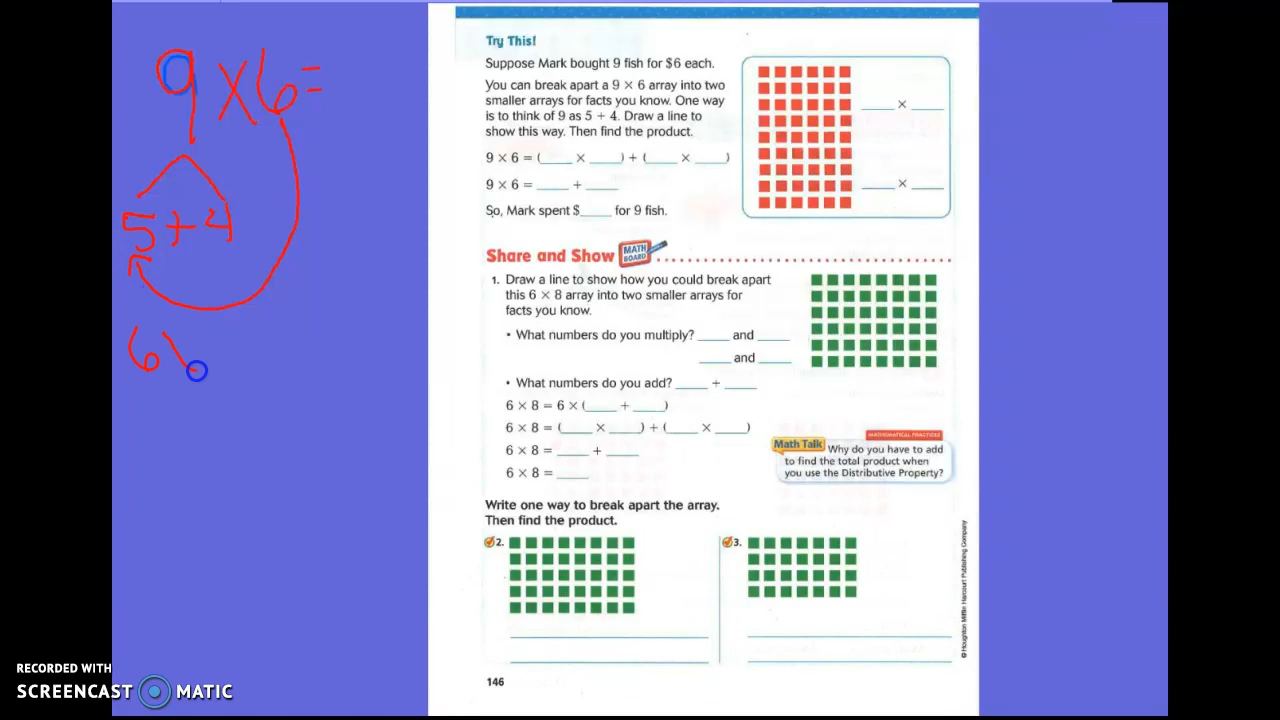 9 × 6 =
5 + 4
6 ×
Try This!
Suppose Mark bought 9 fish for $6 each.
You can break apart a 9 × 6 array into two
smaller arrays for facts you know. One way
is to think of 9 as 5 + 4. Draw a line to
show this way. Then find the product.
9 × 6 = (____ × ____) + (____ × ____)
9 × 6 = ____ + ____
So, Mark spent $____ for 9 fish.
____ × ____
____ × ____
Share and Show MATH BOARD
1. Draw a line to show how you could break apart
this 6 × 8 array into two smaller arrays for
facts you know.
• What numbers do you multiply? ____ and ____
____ and ____
• What numbers do you add? ____ + ____
6 × 8 = 6 × (____ + ____)
6 × 8 = (____ × ____) + (____ × ____)
6 × 8 = ____ + ____
6 × 8 = ____
MATHEMATICAL PRACTICES
Math Talk Why do you have to add
to find the total product when
you use the Distributive Property?
Write one way to break apart the array.
Then find the product.
2.
3.
146
© Houghton Mifflin Harcourt Publishing Company
RECORDED WITH
SCREENCAST MATIC